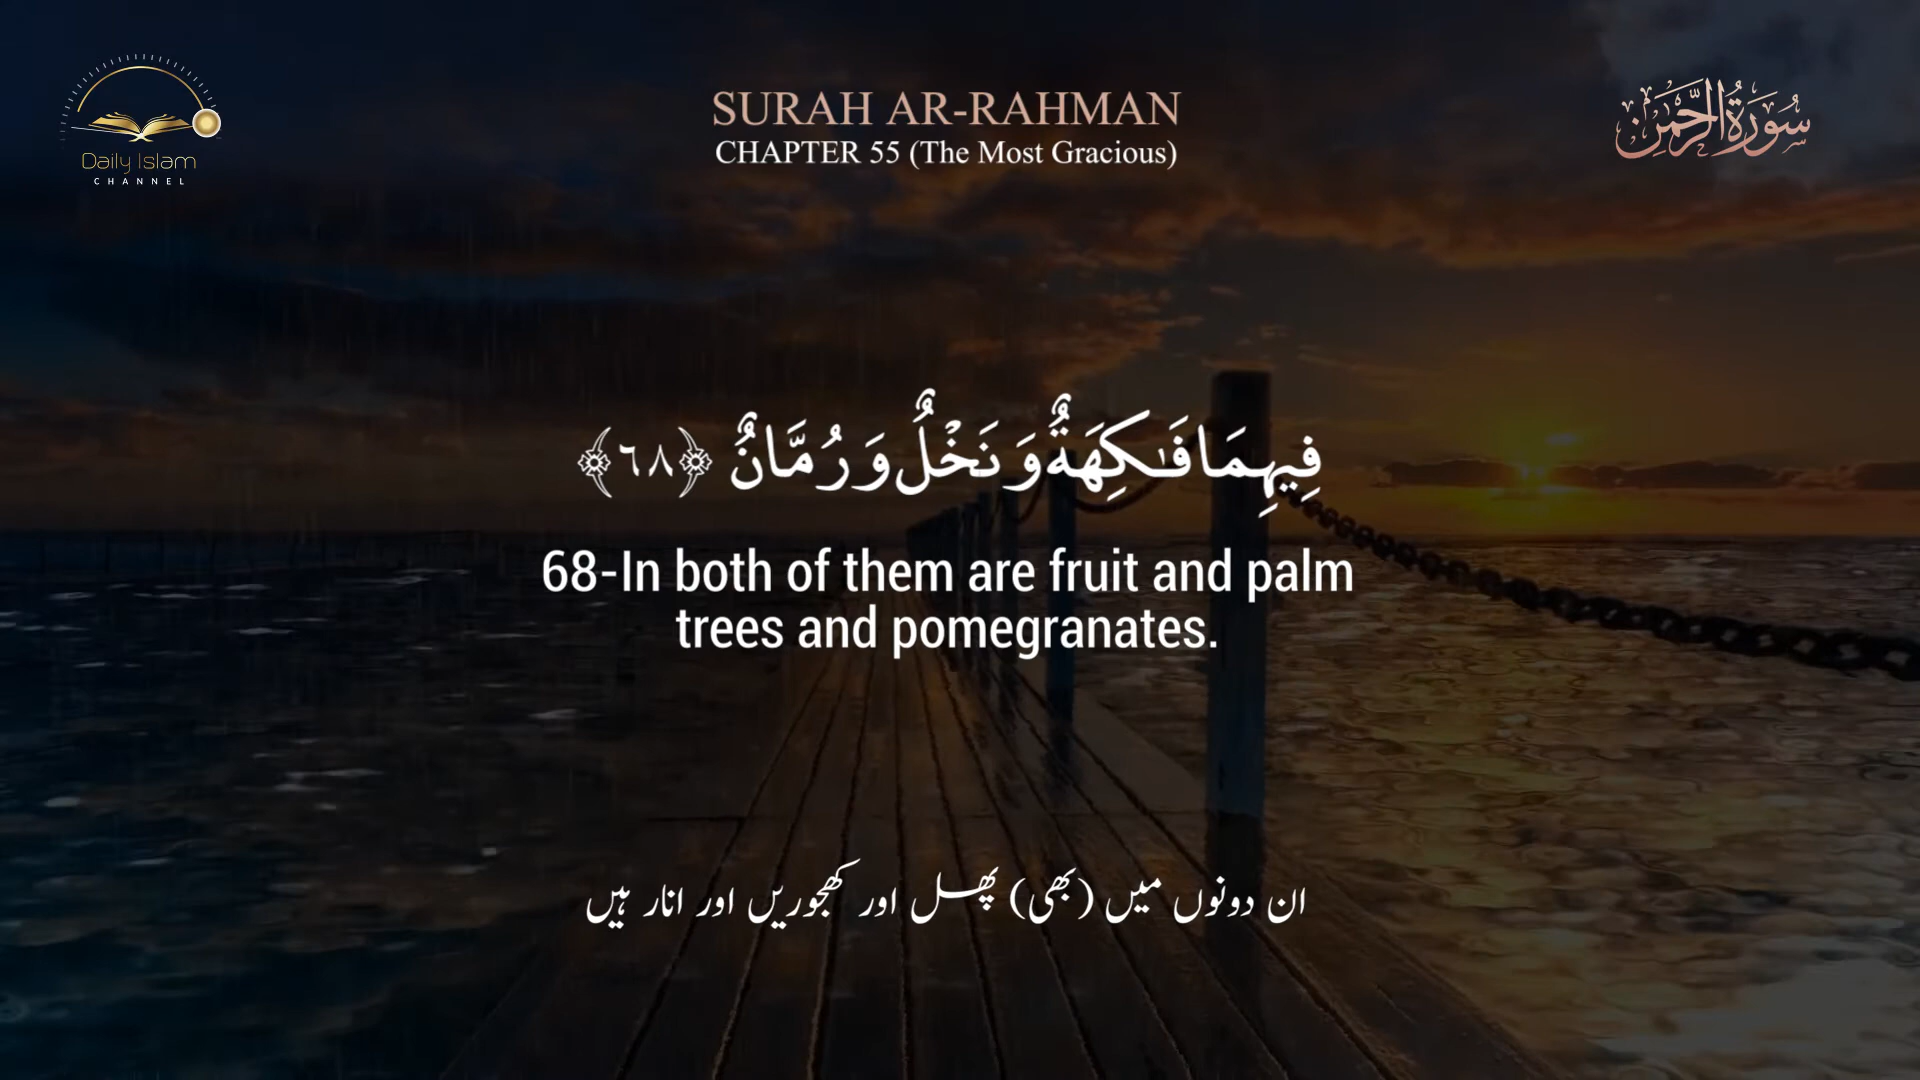 Daily Islam
CHANNEL
SURAH AR-RAHMAN
CHAPTER 55 (The Most Gracious)
سُورَةُ الرَّحْمَٰن
فِيهِمَا فَٰكِهَةٌ وَنَخْلٌ وَرُمَّانٌ ﴿٦٨﴾
68-In both of them are fruit and palm
trees and pomegranates.
ان دونوں میں (بھی) پھل اور کھجوریں اور انار ہیں